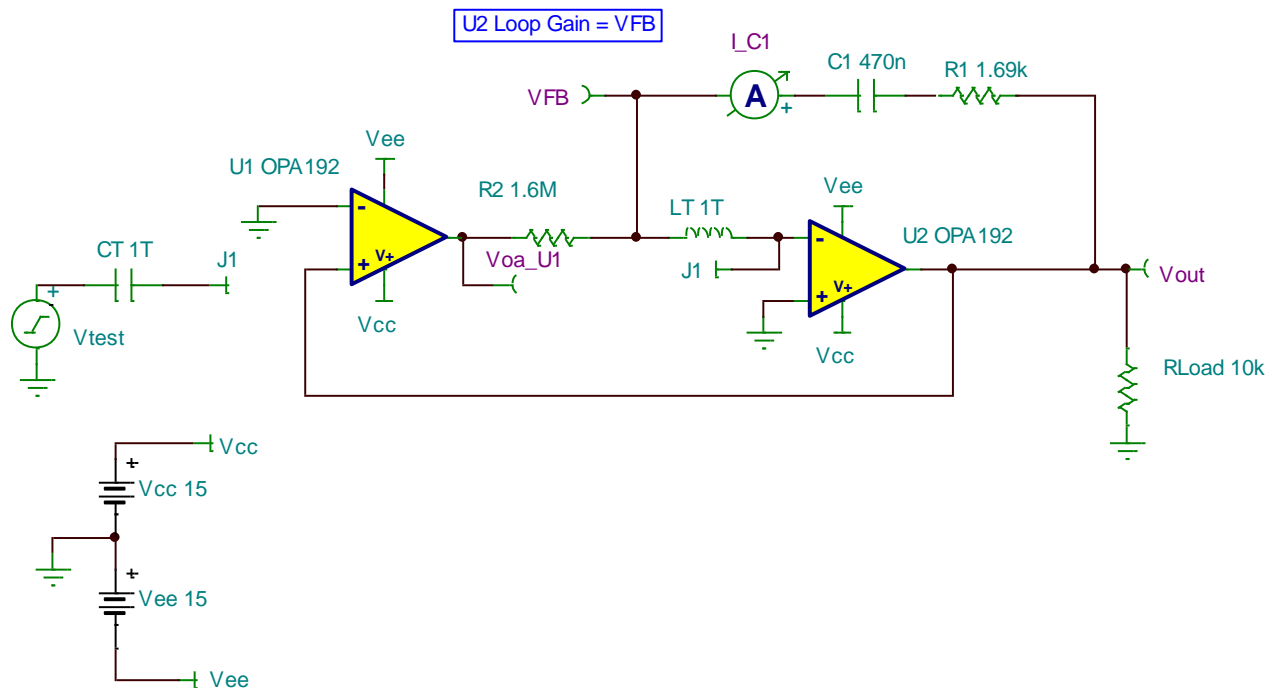 U2 Loop Gain = VFB
I_C1
C1 470n
R1 1.69k
VFB
A
+
Vee
U1 OPA192
R2 1.6M
Vee
LT 1T
U2 OPA192
-
-
CT 1T
J1
Voa_U1
J1
Vout
+
V+
+
V+
+
-
Vtest
Vcc
Vcc
RLoad 10k
Vcc
+
Vcc 15
-
+
Vee 15
-
Vee